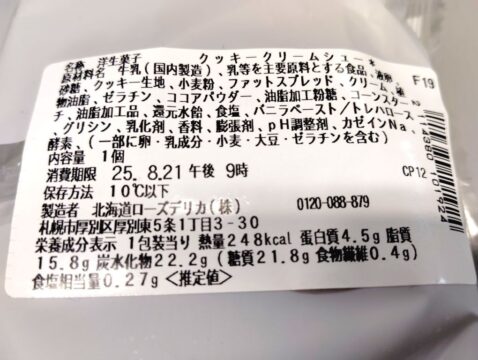 名称 洋生菓子 クッキークリームシュー*
原材料名 牛乳(国内製造)、乳等を主要原料とする食品、液卵、
砂糖、クッキー生地、小麦粉、ファットスプレッド、クリーム、植
物油脂、ゼラチン、ココアパウダー、油脂加工粉糖、コーンスター
チ、油脂加工品、還元水飴、食塩、バニラペースト/トレハロース
、グリシン、乳化剤、香料、膨張剤、pH調整剤、カゼインNa、
酵素、(一部に卵・乳成分・小麦・大豆・ゼラチンを含む)
内容量 1個
消費期限 25. 8.21 午後 9時
保存方法 10℃以下
製造者 北海道ローズデリカ(株) 0120-088-879
札幌市厚別区厚別東5条1丁目3-30
栄養成分表示 1包装当り 熱量248kcal 蛋白質4.5g 脂質
15.8g 炭水化物22.2g(糖質21.8g 食物繊維0.4g)
食塩相当量0.27g<推定値>
F19
CP12-